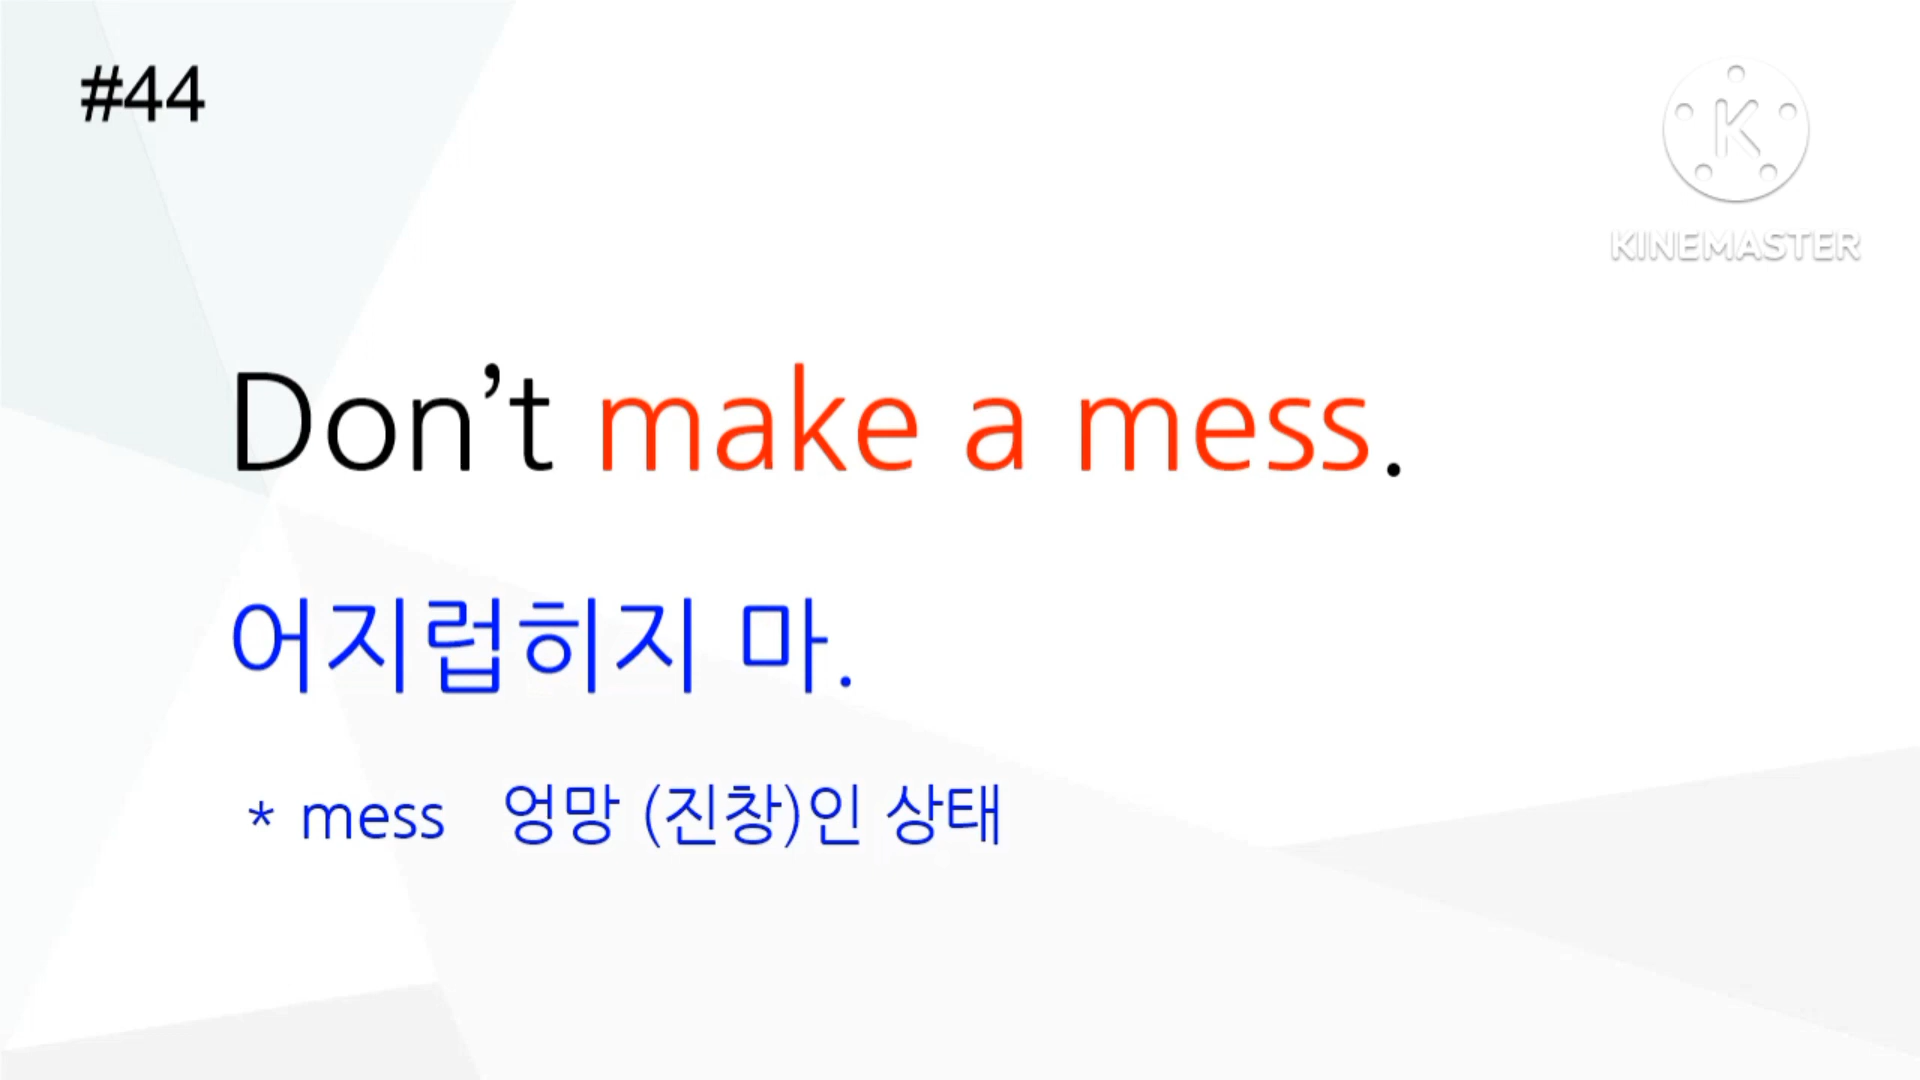 #44
K
KINEMASTER
Don’t make a mess.
어지럽히지 마.
* mess 엉망 (진창)인 상태